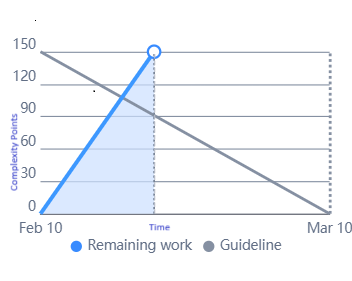 150
120
90
60
30
0
Complexity Points
Feb 10
Time
Mar 10
Remaining work
Guideline